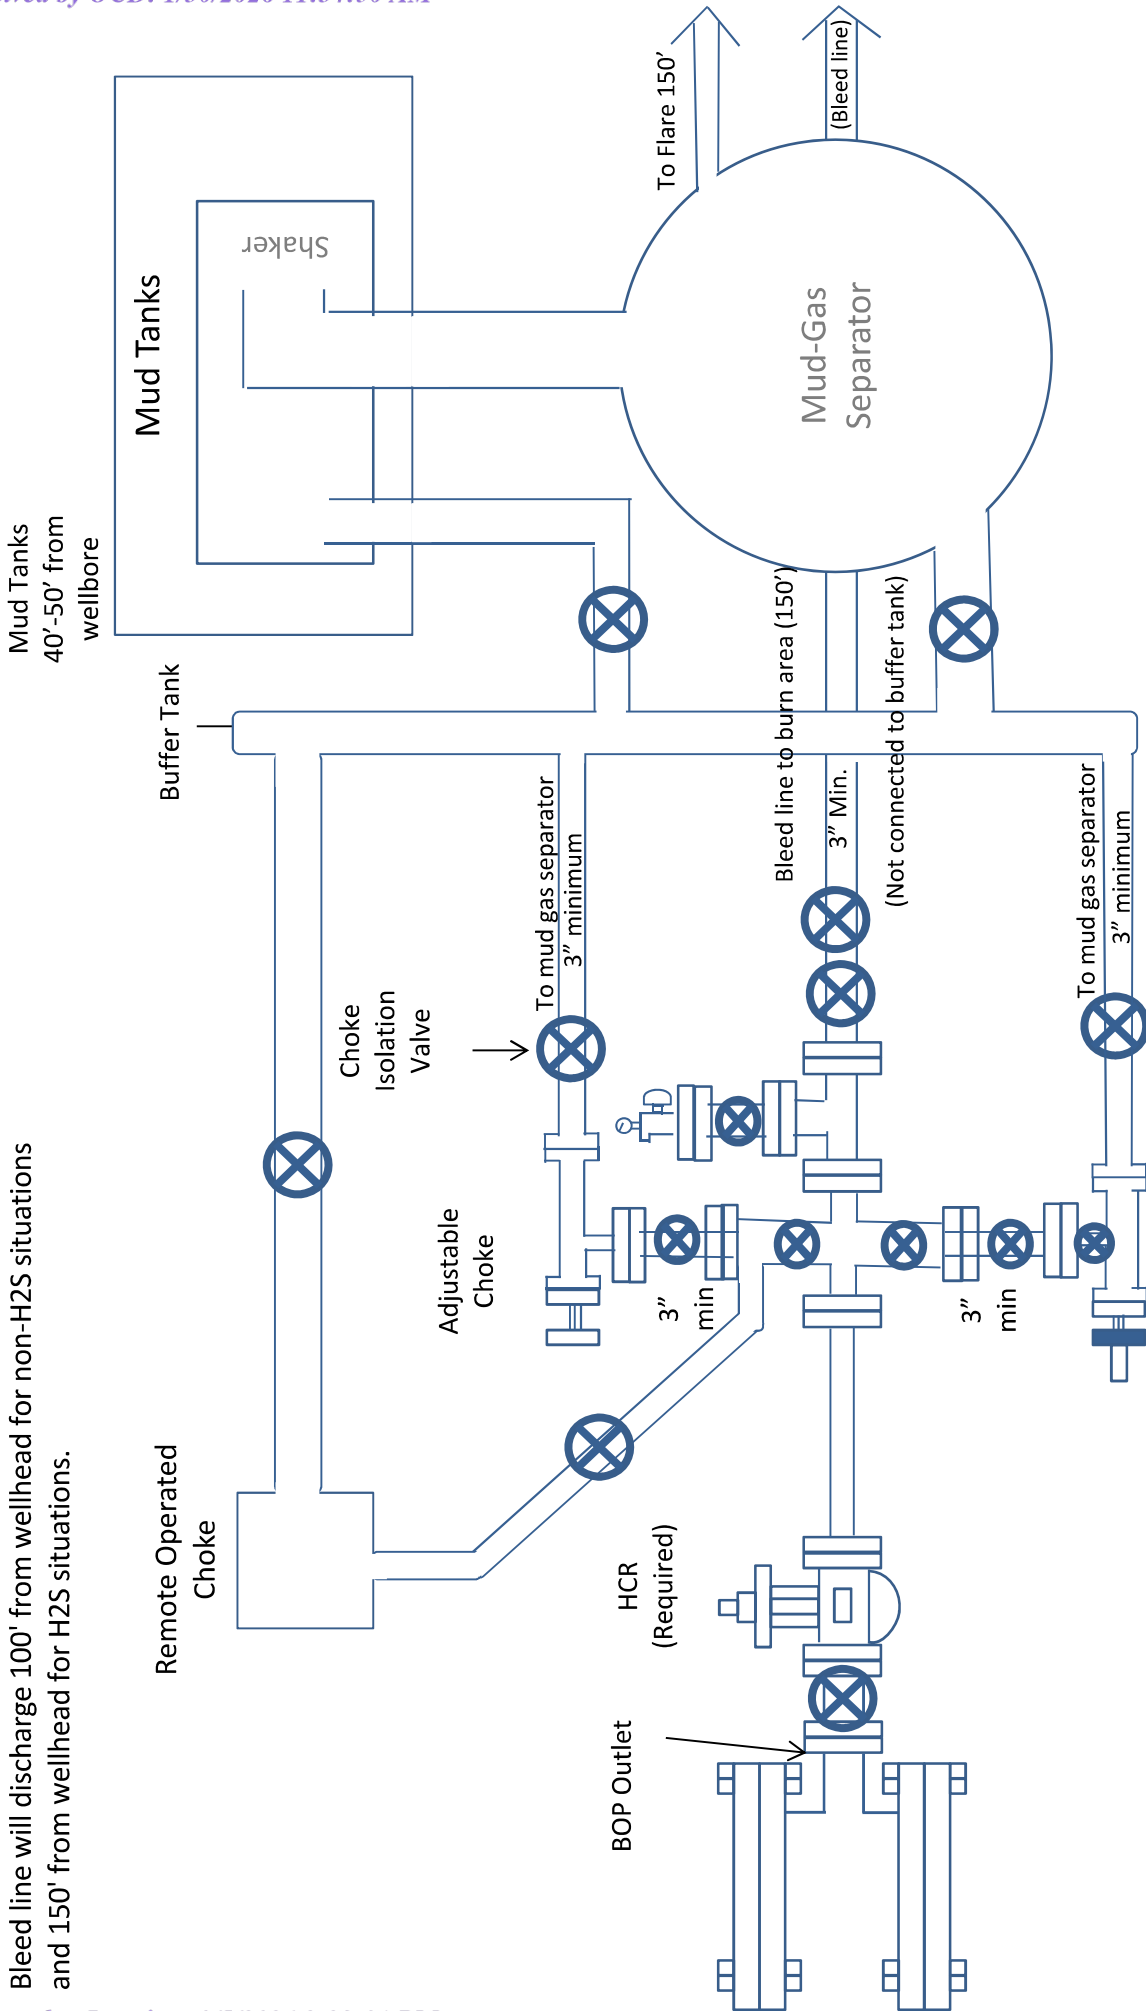 Bleed line will discharge 100' from wellhead for non-H2S situations
and 150' from wellhead for H2S situations.
Mud Tanks
40’-50’ from
wellbore
Mud Tanks
Shaker
Buffer Tank
Remote Operated
Choke
Choke
Isolation
Valve
Adjustable
Choke
To mud gas separator
3” minimum
To Flare 150’
(Bleed line)
Mud-Gas
Separator
Bleed line to burn area (150’)
3” Min.
(Not connected to buffer tank)
To mud gas separator
3” minimum
3”
min
3”
min
HCR
(Required)
BOP Outlet